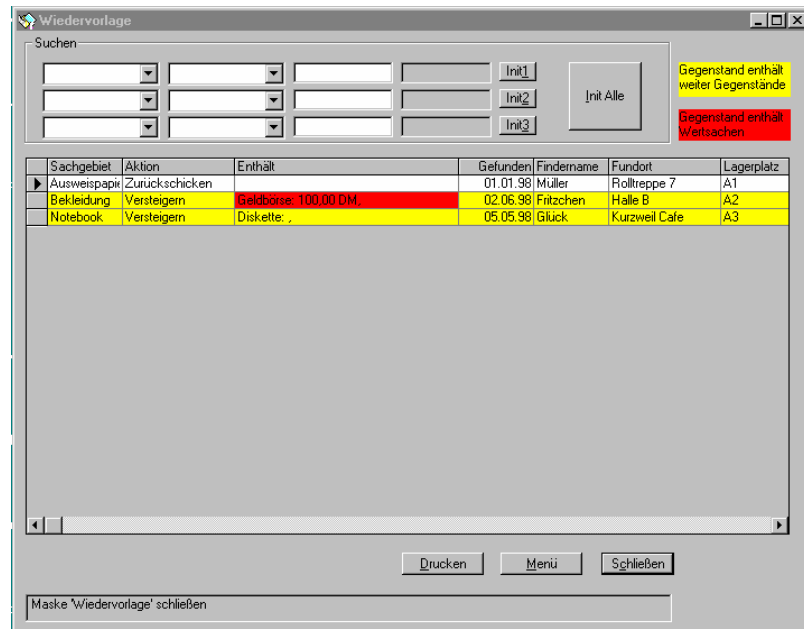 Wiedervorlage
Suchen
Init1
Init2
Init3
Init Alle
Gegenstand enthält
weiter Gegenstände
Gegenstand enthält
Wertsachen
Sachgebiet Aktion Enthält Gefunden Findername Fundort Lagerplatz
Ausweispapie Zurückschicken 01.01.98 Müller Rolltreppe 7 A1
Bekleidung Versteigern Geldbörse: 100,00 DM, 02.06.98 Fritzchen Halle B A2
Notebook Versteigern Diskette: , 05.05.98 Glück Kurzweil Cafe A3
Drucken Menü Schließen
Maske 'Wiedervorlage' schließen